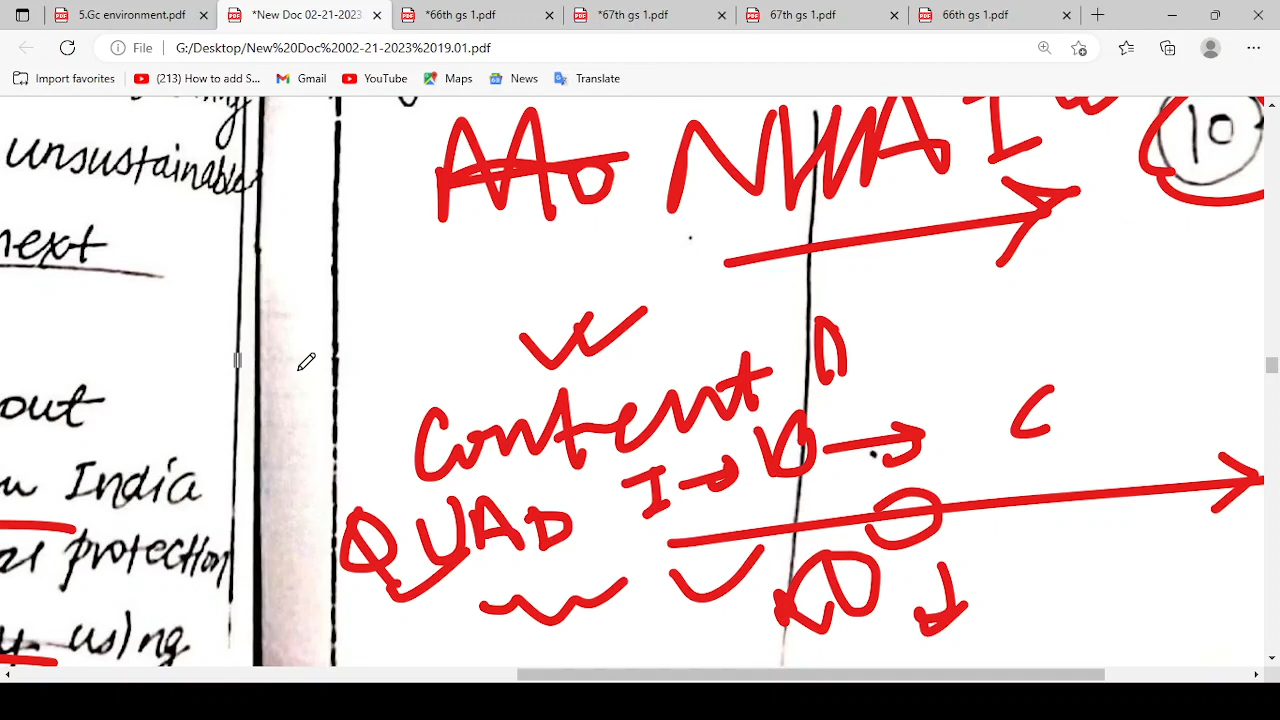 5.Gc environment.pdf
*New Doc 02-21-2023
*66th gs 1.pdf
*67th gs 1.pdf
67th gs 1.pdf
66th gs 1.pdf
File
G:/Desktop/New%20Doc%2002-21-2023%2019.01.pdf
Import favorites
(213) How to add S...
Gmail
YouTube
Maps
News
Translate
unsustainable
10
next
Content
out
C
I → B →
India
QUAD
protection
using